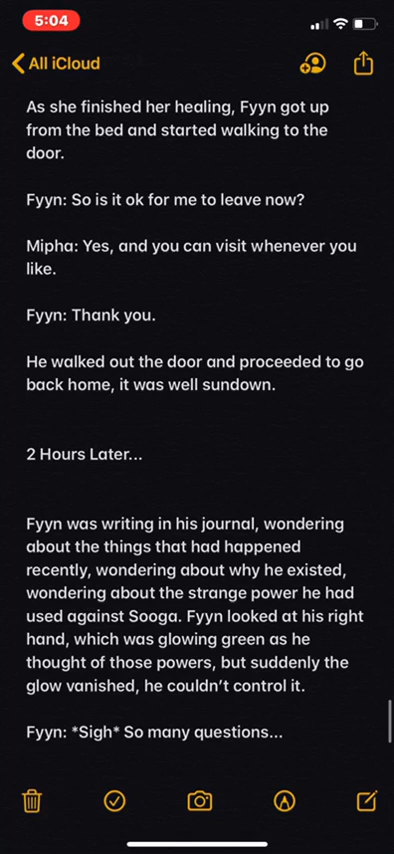 5:04
All iCloud
As she finished her healing, Fyyn got up
from the bed and started walking to the
door.
Fyyn: So is it ok for me to leave now?
Mipha: Yes, and you can visit whenever you
like.
Fyyn: Thank you.
He walked out the door and proceeded to go
back home, it was well sundown.
2 Hours Later...
Fyyn was writing in his journal, wondering
about the things that had happened
recently, wondering about why he existed,
wondering about the strange power he had
used against Sooga. Fyyn looked at his right
hand, which was glowing green as he
thought of those powers, but suddenly the
glow vanished, he couldn’t control it.
Fyyn: *Sigh* So many questions...